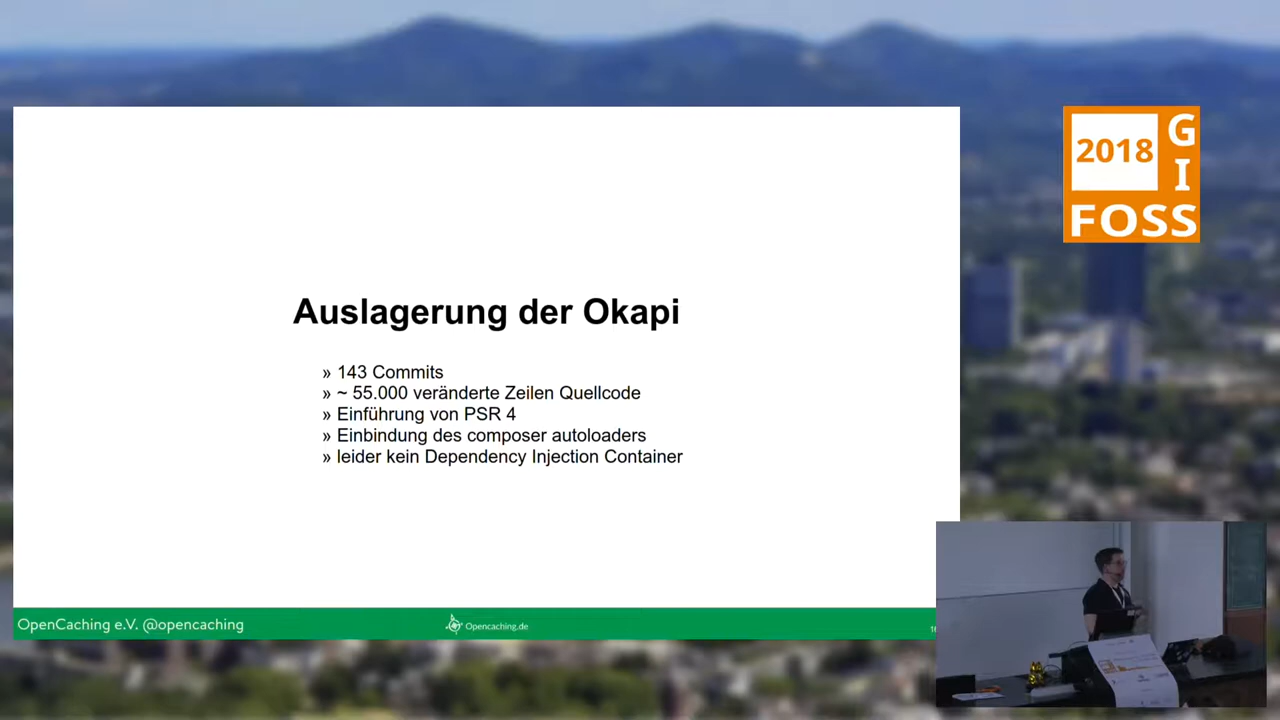 Auslagerung der Okapi
» 143 Commits
» ~ 55.000 veränderte Zeilen Quellcode
» Einführung von PSR 4
» Einbindung des composer autoloaders
» leider kein Dependency Injection Container
OpenCaching e.V. @opencaching
Opencaching.de
2018
G
I
FOSS